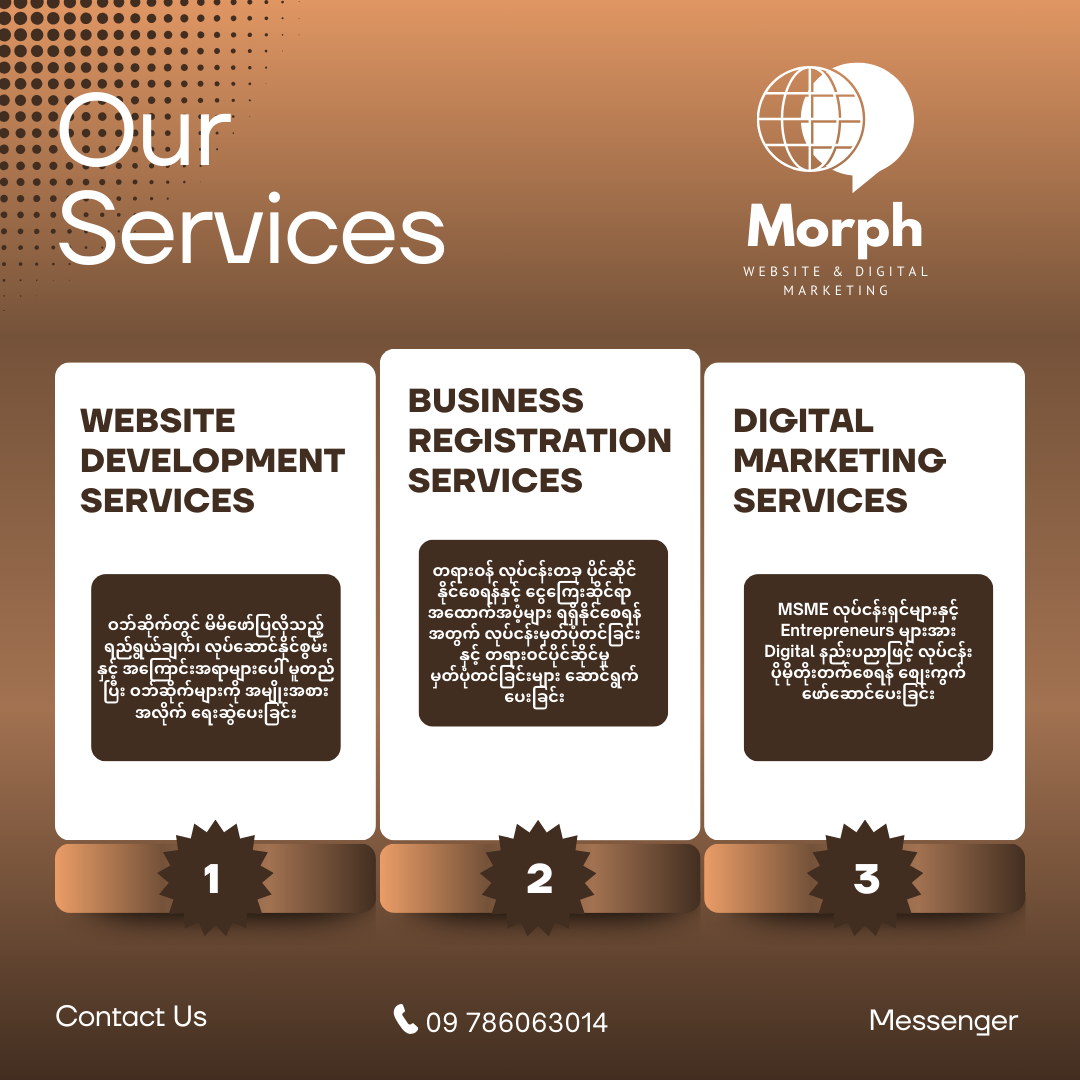 Our
Services
Morph
WEBSITE & DIGITAL
MARKETING
WEBSITE
DEVELOPMENT
SERVICES
ဝဘ်ဆိုက်တွင် မိမိဖော်ပြလိုသည့်
ရည်ရွယ်ချက်၊ လုပ်ဆောင်နိုင်စွမ်း
နှင့် အကြောင်းအရာများပေါ် မူတည်
ပြီး ဝဘ်ဆိုက်များကို အမျိုးအစား
အလိုက် ရေးဆွဲပေးခြင်း
1
BUSINESS
REGISTRATION
SERVICES
တရားဝန် လုပ်ငန်းတခု ပိုင်ဆိုင်
နိုင်စေရန်နှင့် ငွေကြေးဆိုင်ရာ
အထောက်အပံ့များ ရရှိနိုင်စေရန်
အတွက် လုပ်ငန်းမှတ်ပုံတင်ခြင်း
နှင့် တရားဝင်ပိုင်ဆိုင်မှု
မှတ်ပုံတင်ခြင်းများ ဆောင်ရွက်
ပေးခြင်း
2
DIGITAL
MARKETING
SERVICES
MSME လုပ်ငန်းရှင်များနှင့်
Entrepreneurs များအား
Digital နည်းပညာဖြင့် လုပ်ငန်း
ပိုမိုတိုးတက်စေရန် ဈေးကွက်
ဖော်ဆောင်ပေးခြင်း
3
Contact Us
09 786063014
Messenger